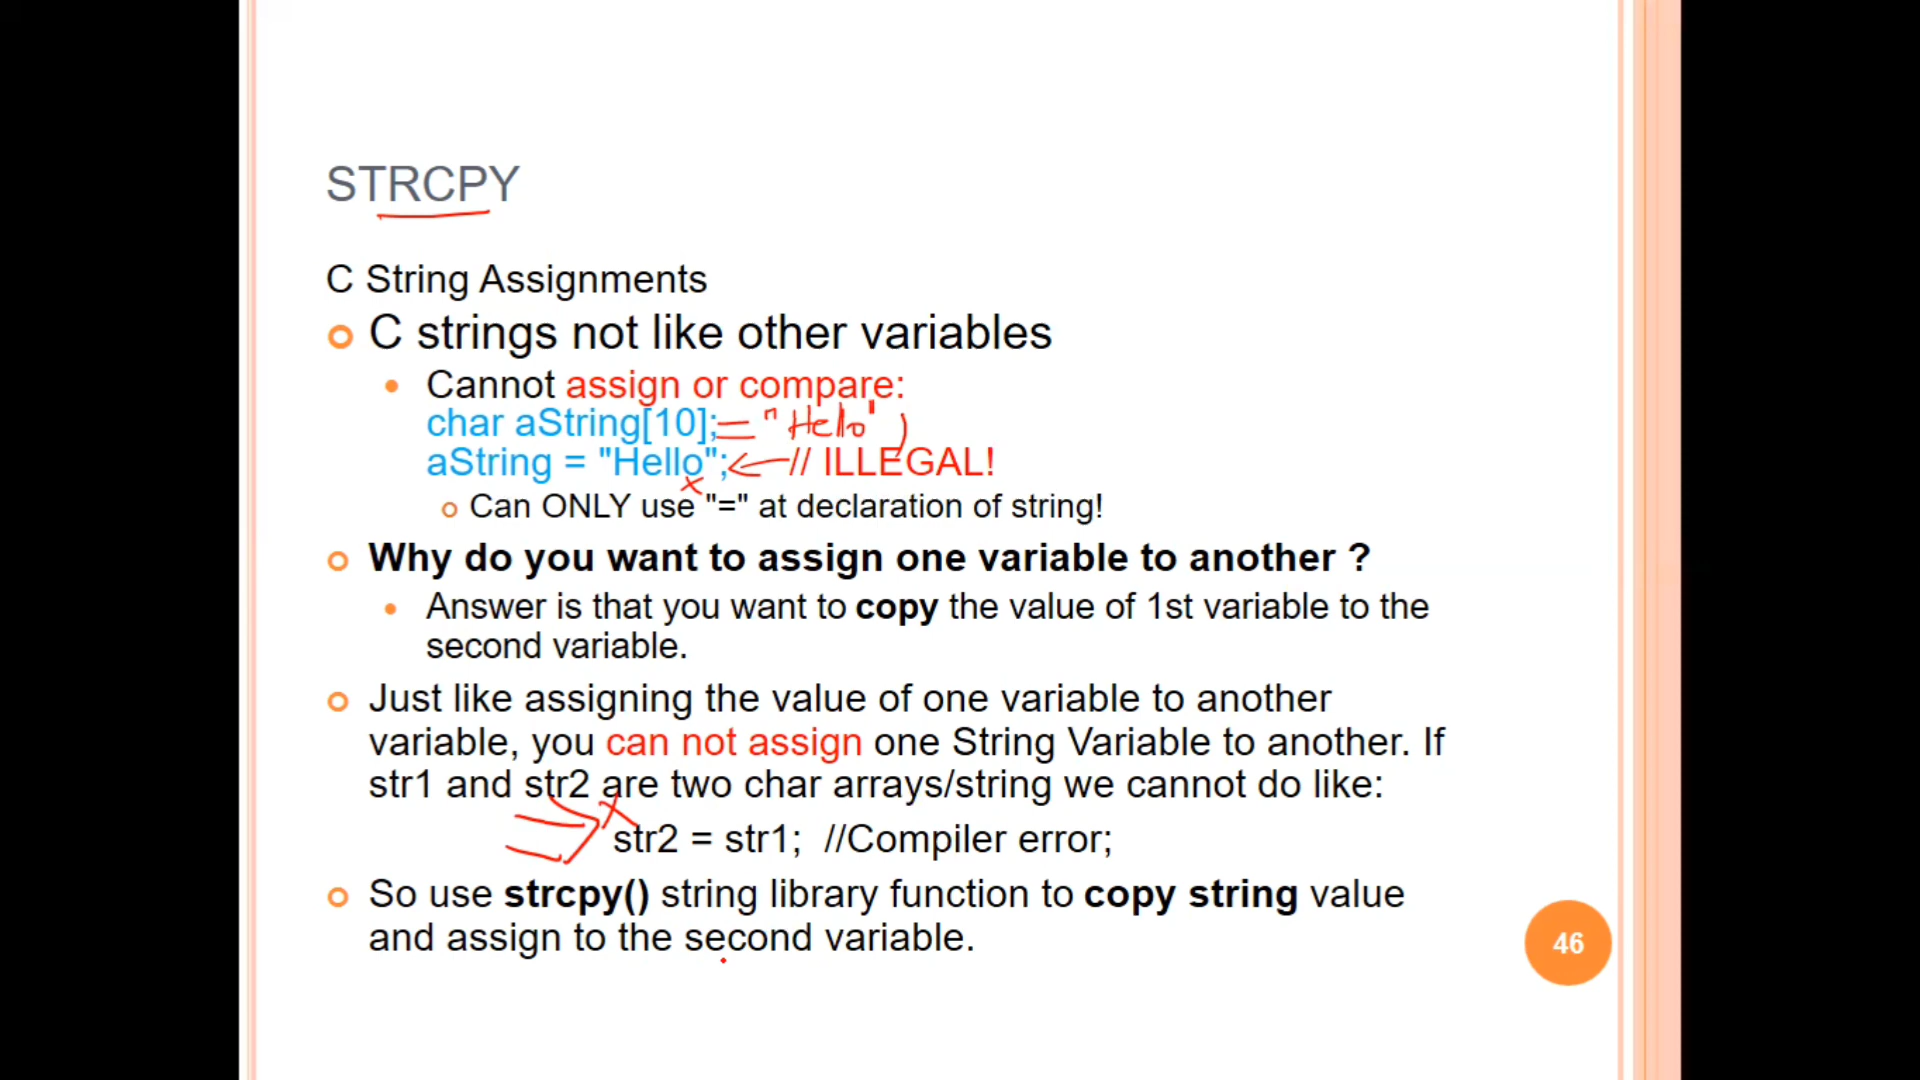 STRCPY
C String Assignments
C strings not like other variables
Cannot assign or compare:
char aString[10]; = "Hello" ;
aString = "Hello"; // ILLEGAL!
Can ONLY use "=" at declaration of string!
Why do you want to assign one variable to another ?
Answer is that you want to copy the value of 1st variable to the
second variable.
Just like assigning the value of one variable to another
variable, you can not assign one String Variable to another. If
str1 and str2 are two char arrays/string we cannot do like:
str2 = str1; //Compiler error;
So use strcpy() string library function to copy string value
and assign to the second variable.
46